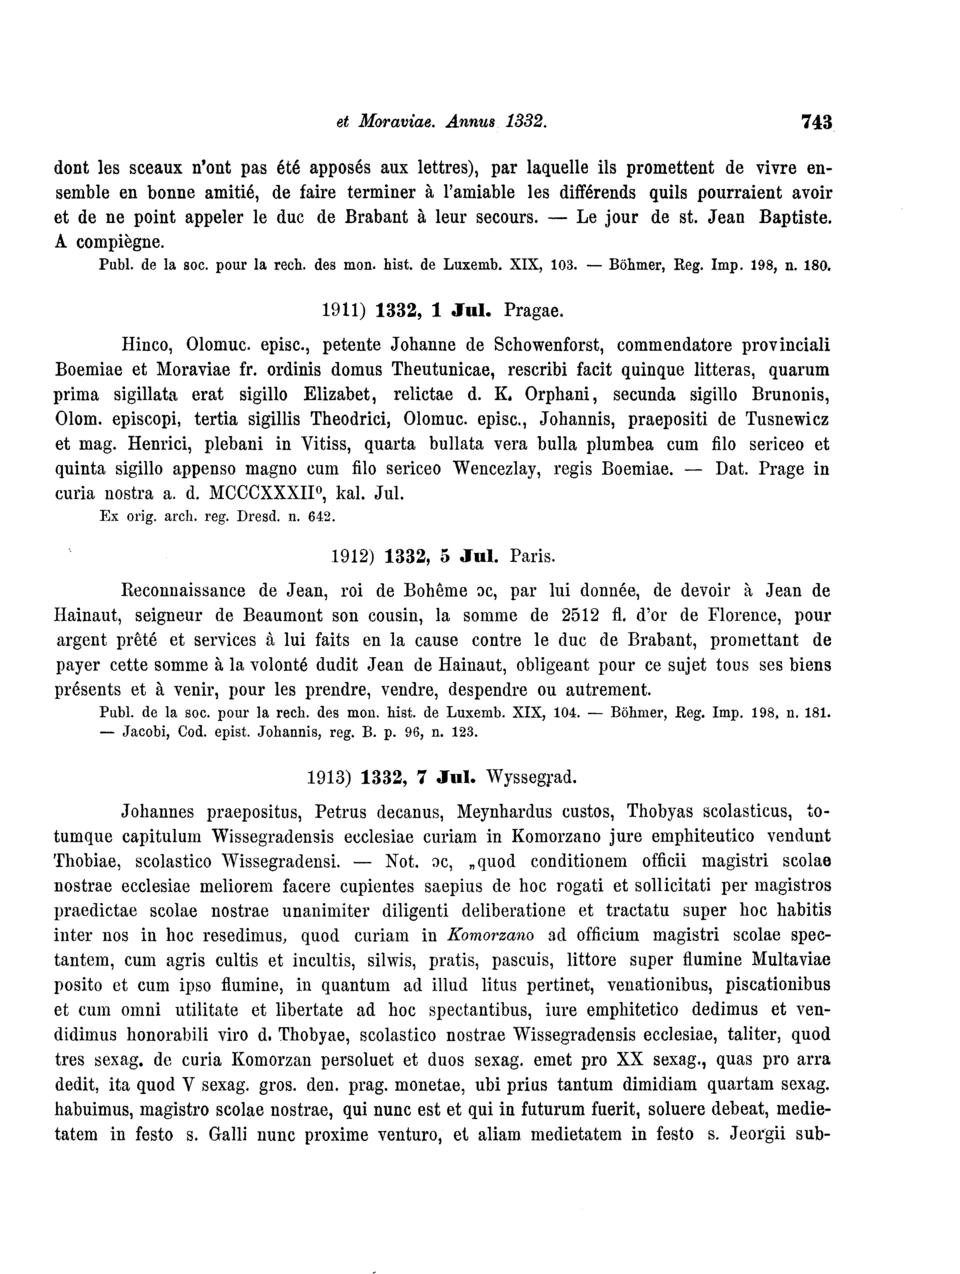 et Moraviae. Annus 1332. 743
dont les sceaux n'ont pas été apposés aux lettres), par laquelle ils promettent de vivre en-
semble en bonne amitié, de faire terminer à l'amiable les différends quils pourraient avoir
et de ne point appeler le duc de Brabant à leur secours. — Le jour de st. Jean Baptiste.
A compiègne.
Publ. de la soc. pour la rech. des mon. hist. de Luxemb. XIX, 103. — Böhmer, Reg. Imp. 198, n. 180.
1911) 1332, 1 Jul. Pragae.
Hinco, Olomuc. episc., petente Johanne de Schowenforst, commendatore provinciali
Boemiae et Moraviae fr. ordinis domus Theutunicae, rescribi facit quinque litteras, quarum
prima sigillata erat sigillo Elizabet, relictae d. K. Orphani, secunda sigillo Brunonis,
Olom. episcopi, tertia sigillis Theodrici, Olomuc. episc., Johannis, praepositi de Tusnewicz
et mag. Henrici, plebani in Vitiss, quarta bullata vera bulla plumbea cum filo sericeo et
quinta sigillo appenso magno cum filo sericeo Wencezlay, regis Boemiae. — Dat. Prage in
curia nostra a. d. MCCCXXXII⁰, kal. Jul.
Ex orig. arch. reg. Dresd. n. 642.
1912) 1332, 5 Jul. Paris.
Reconnaissance de Jean, roi de Bohême ɔc, par lui donnée, de devoir à Jean de
Hainaut, seigneur de Beaumont son cousin, la somme de 2512 fl. d'or de Florence, pour
argent prêté et services à lui faits en la cause contre le duc de Brabant, promettant de
payer cette somme à la volonté dudit Jean de Hainaut, obligeant pour ce sujet tous ses biens
présents et à venir, pour les prendre, vendre, despendre ou autrement.
Publ. de la soc. pour la rech. des mon. hist. de Luxemb. XIX, 104. — Böhmer, Reg. Imp. 198, n. 181.
— Jacobi, Cod. epist. Johannis, reg. B. p. 96, n. 123.
1913) 1332, 7 Jul. Wyssegrad.
Johannes praepositus, Petrus decanus, Meynhardus custos, Thobyas scolasticus, to-
tumque capitulum Wissegradensis ecclesiae curiam in Komorzano jure emphiteutico vendunt
Thobiae, scolastico Wissegradensi. — Not. ɔc, „quod conditionem officii magistri scolae
nostrae ecclesiae meliorem facere cupientes saepius de hoc rogati et sollicitati per magistros
praedictae scolae nostrae unanimiter diligenti deliberatione et tractatu super hoc habitis
inter nos in hoc resedimus, quod curiam in Komorzano ad officium magistri scolae spec-
tantem, cum agris cultis et incultis, silwis, pratis, pascuis, littore super flumine Multaviae
posito et cum ipso flumine, in quantum ad illud litus pertinet, venationibus, piscationibus
et cum omni utilitate et libertate ad hoc spectantibus, iure emphitetico dedimus et ven-
didimus honorabili viro d. Thobyae, scolastico nostrae Wissegradensis ecclesiae, taliter, quod
tres sexag. de curia Komorzan persoluet et duos sexag. emet pro XX sexag., quas pro arra
dedit, ita quod V sexag. gros. den. prag. monetae, ubi prius tantum dimidiam quartam sexag.
habuimus, magistro scolae nostrae, qui nunc est et qui in futurum fuerit, soluere debeat, medie-
tatem in festo s. Galli nunc proxime venturo, et aliam medietatem in festo s. Jeorgii sub-